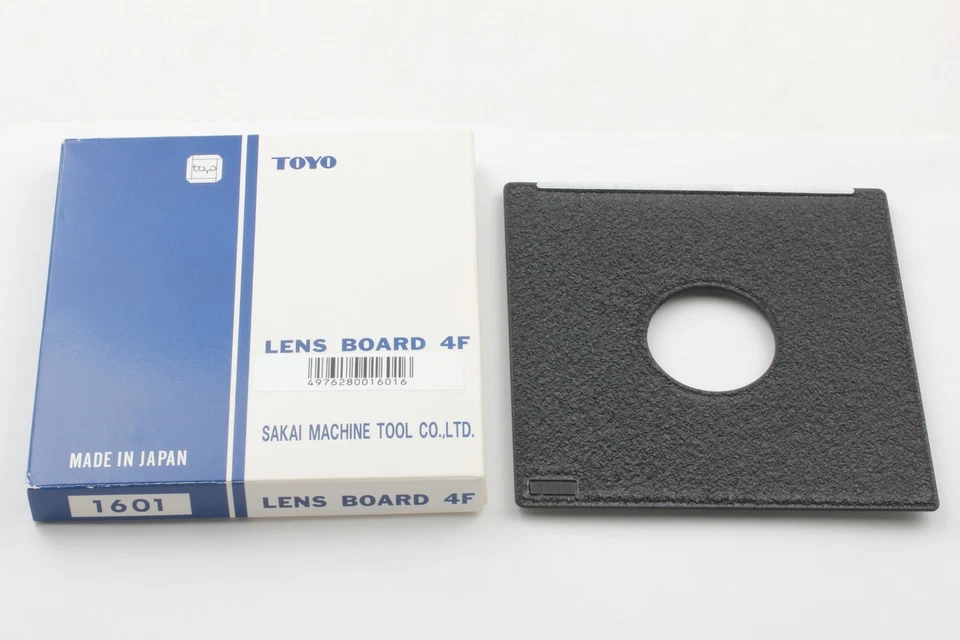 toyo
TOYO
LENS BOARD 4F
4976280016016
SAKAI MACHINE TOOL CO.,LTD.
MADE IN JAPAN
1601
LENS BOARD 4F